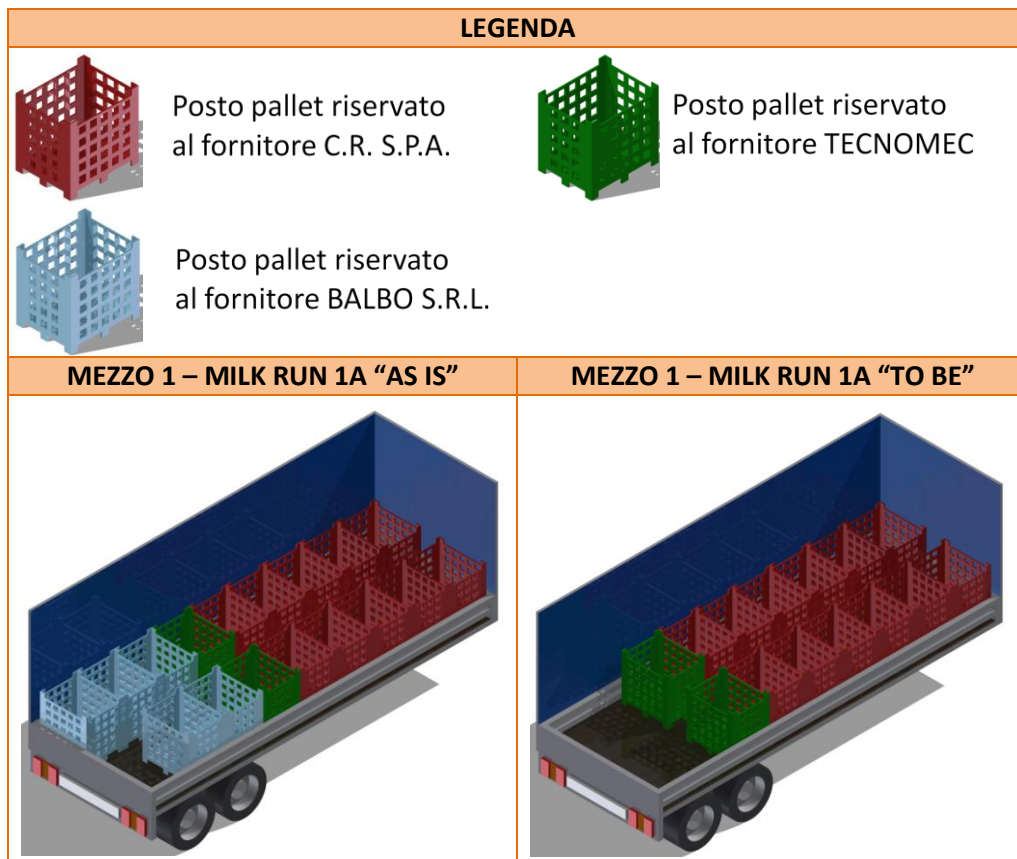 LEGENDA
Posto pallet riservato
al fornitore C.R. S.P.A.
Posto pallet riservato
al fornitore TECNOMEC
Posto pallet riservato
al fornitore BALBO S.R.L.
MEZZO 1 – MILK RUN 1A “AS IS”
MEZZO 1 – MILK RUN 1A “TO BE”